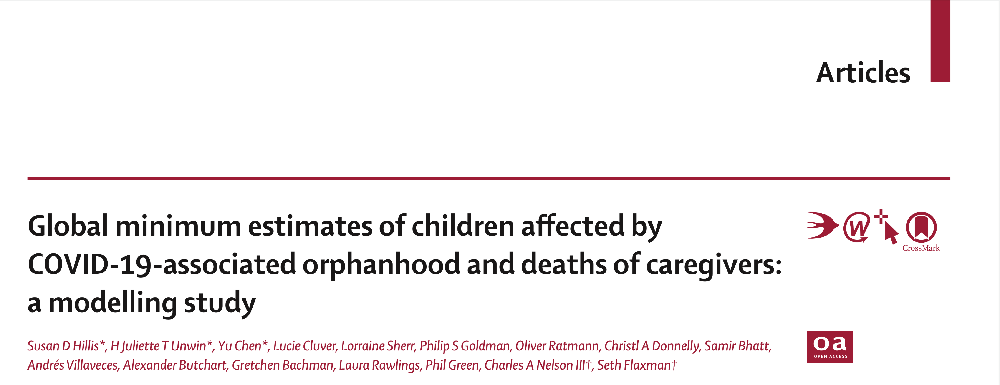 Articles
Global minimum estimates of children affected by
COVID-19-associated orphanhood and deaths of caregivers:
a modelling study
W
CrossMark
Susan D Hillis*, H Juliette T Unwin*, Yu Chen*, Lucie Cluver, Lorraine Sherr, Philip S Goldman, Oliver Ratmann, Christl A Donnelly, Samir Bhatt,
Andrés Villaveces, Alexander Butchart, Gretchen Bachman, Laura Rawlings, Phil Green, Charles A Nelson III†, Seth Flaxman†
oa
OPEN ACCESS